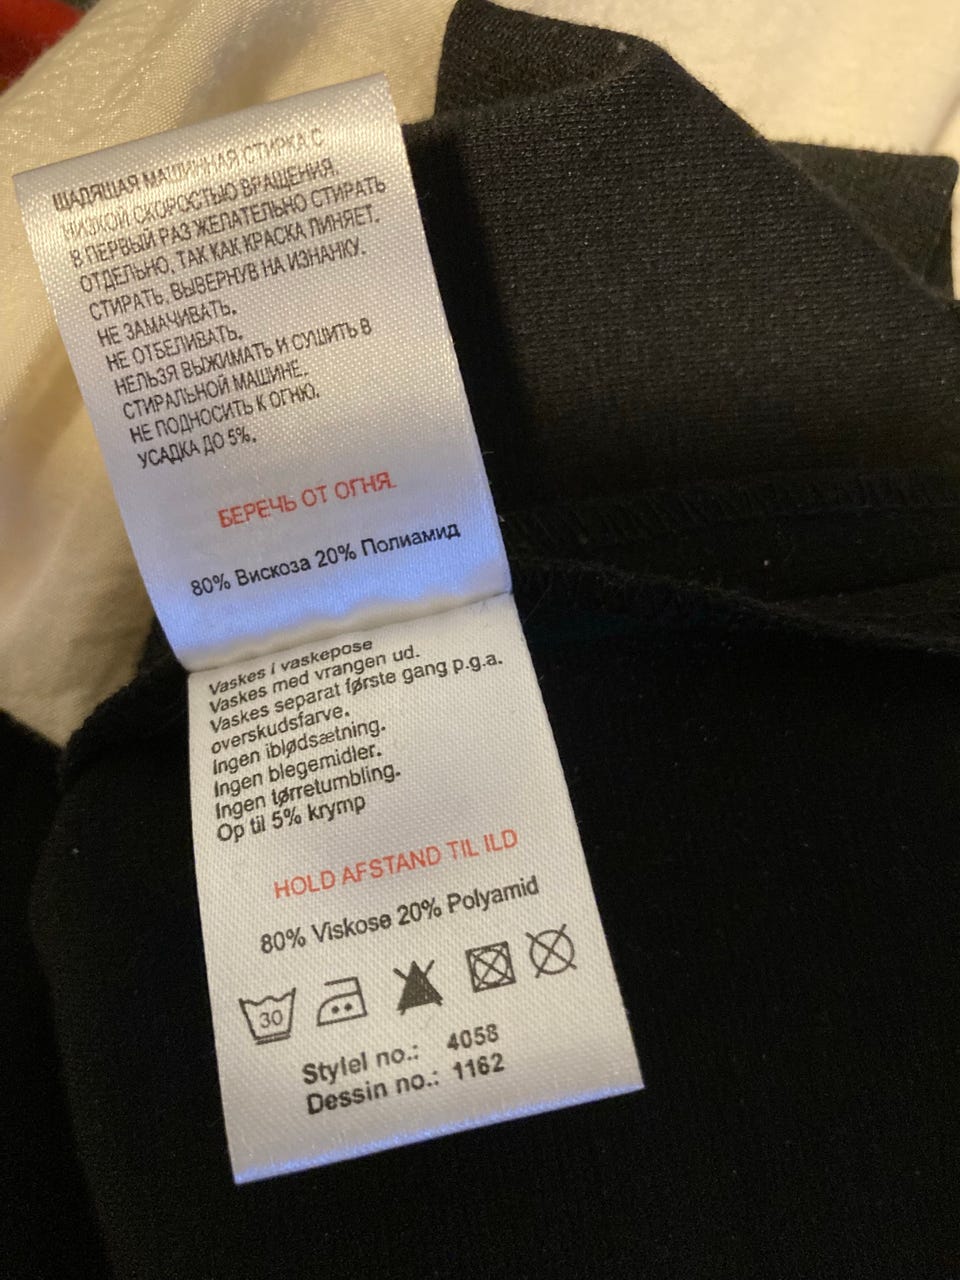 ЩАДЯЩАЯ МАШИННАЯ СТИРКА С
НИЗКОЙ СКОРОСТЬЮ ВРАЩЕНИЯ.
В ПЕРВЫЙ РАЗ ЖЕЛАТЕЛЬНО СТИРАТЬ
ОТДЕЛЬНО, ТАК КАК КРАСКА ЛИНЯЕТ.
СТИРАТЬ, ВЫВЕРНУВ НА ИЗНАНКУ.
НЕ ЗАМАЧИВАТЬ.
НЕ ОТБЕЛИВАТЬ.
НЕЛЬЗЯ ВЫЖИМАТЬ И СУШИТЬ В
СТИРАЛЬНОЙ МАШИНЕ.
НЕ ПОДНОСИТЬ К ОГНЮ.
УСАДКА ДО 5%.
БЕРЕЧЬ ОТ ОГНЯ.
80% Вискоза 20% Полиамид
Vaskes i vaskepose
Vaskes med vrangen ud.
Vaskes separat første gang p.g.a.
overskudsfarve.
Ingen iblødsætning.
Ingen blegemidler.
Ingen tørretumbling.
Op til 5% krymp
HOLD AFSTAND TIL ILD
80% Viskose 20% Polyamid
30
Stylel no.: 4058
Dessin no.: 1162